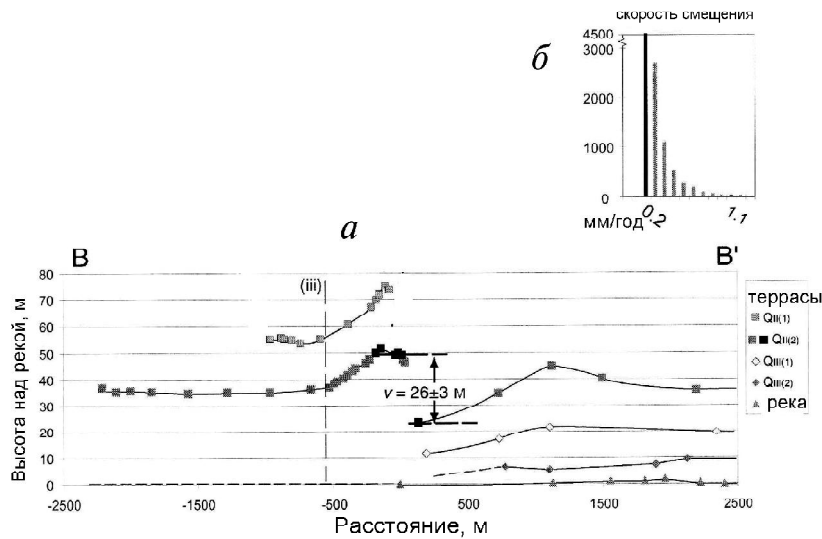 скорость смещения
б
4500
3000
2000
1000
0
мм/год
0.2
1.1
а
В
В'
80
70
60
50
40
30
20
10
0
Высота над рекой, м
(iii)
v = 26±3 м
-2500
-1500
-500
500
1500
2500
Расстояние, м
террасы
QII(1)
QII(2)
QIII(1)
QIII(2)
река